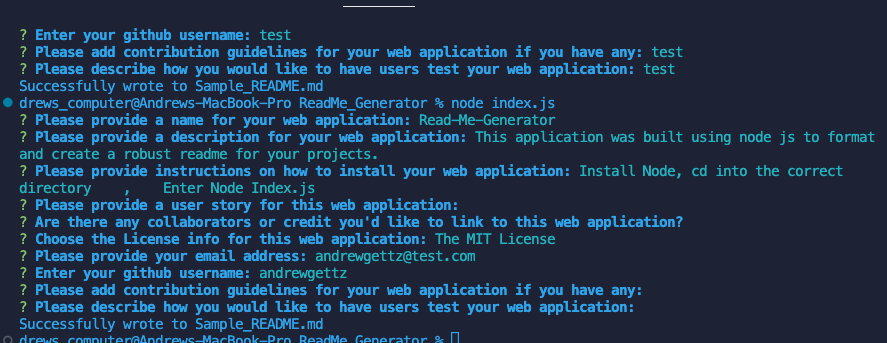 ? Enter your github username: test
? Please add contribution guidelines for your web application if you have any: test
? Please describe how you would like to have users test your web application: test
Successfully wrote to Sample_README.md
drews_computer@Andrews-MacBook-Pro ReadMe_Generator % node index.js
? Please provide a name for your web application: Read-Me-Generator
? Please provide a description for your web application: This application was built using node js to format
and create a robust readme for your projects.
? Please provide instructions on how to install your web application: Install Node, cd into the correct
directory    ,    Enter Node Index.js
? Please provide a user story for this web application:
? Are there any collaborators or credit you'd like to link to this web application?
? Choose the License info for this web application: The MIT License
? Please provide your email address: andrewgettz@test.com
? Enter your github username: andrewgettz
? Please add contribution guidelines for your web application if you have any:
? Please describe how you would like to have users test your web application:
Successfully wrote to Sample_README.md
drews_computer@Andrews-MacBook-Pro ReadMe_Generator %